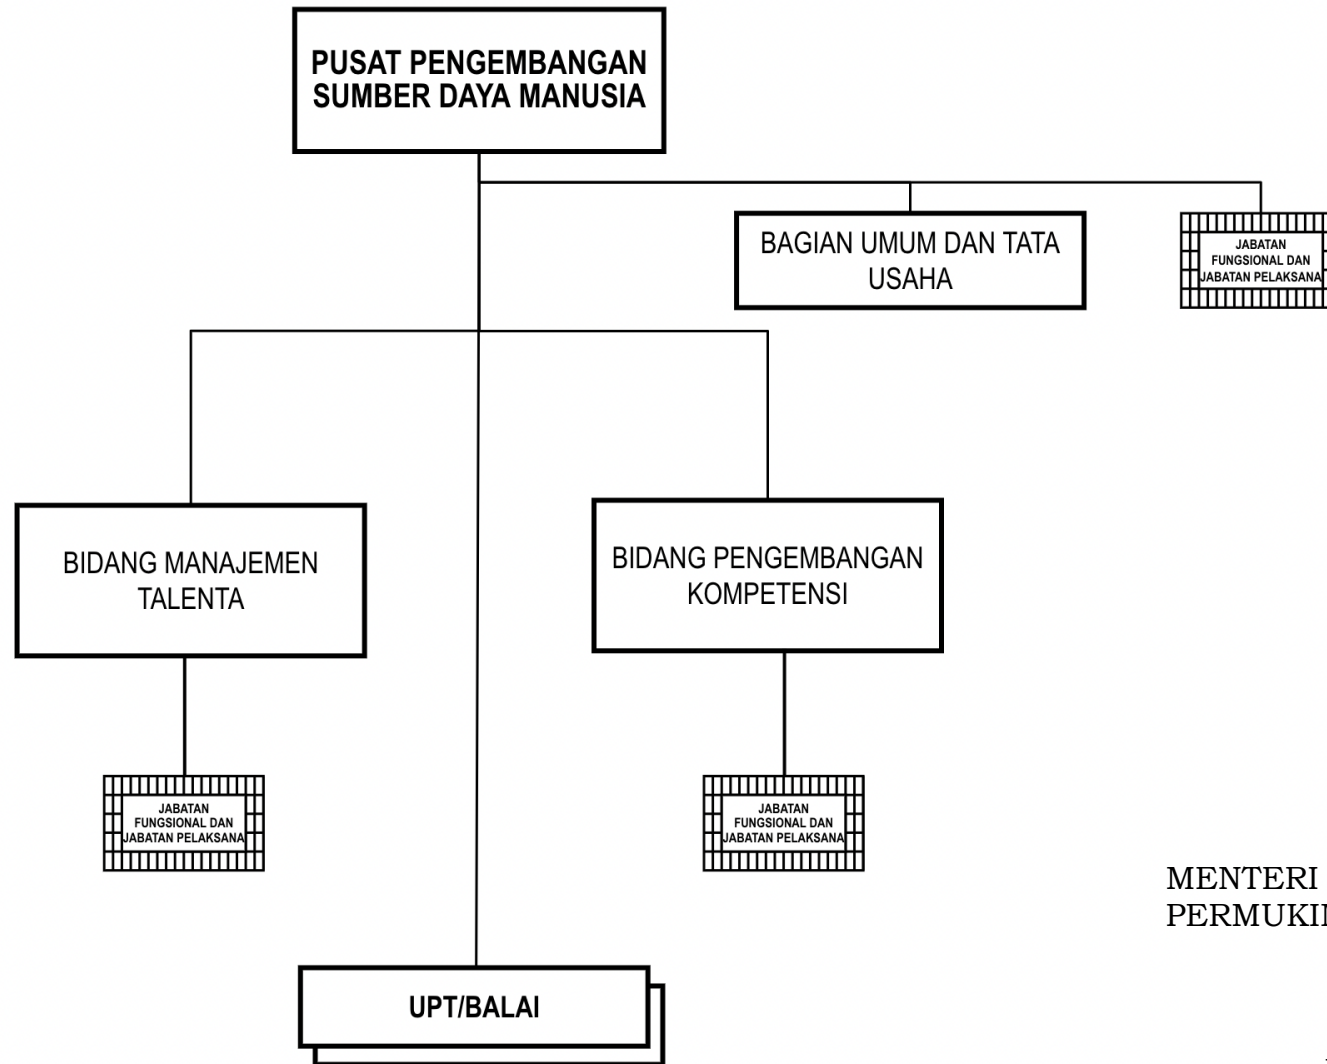 PUSAT PENGEMBANGAN
SUMBER DAYA MANUSIA
BAGIAN UMUM DAN TATA
USAHA
JABATAN
FUNGSIONAL DAN
JABATAN PELAKSANA
BIDANG MANAJEMEN
TALENTA
BIDANG PENGEMBANGAN
KOMPETENSI
JABATAN
FUNGSIONAL DAN
JABATAN PELAKSANA
JABATAN
FUNGSIONAL DAN
JABATAN PELAKSANA
MENTERI
UPT/BALAI